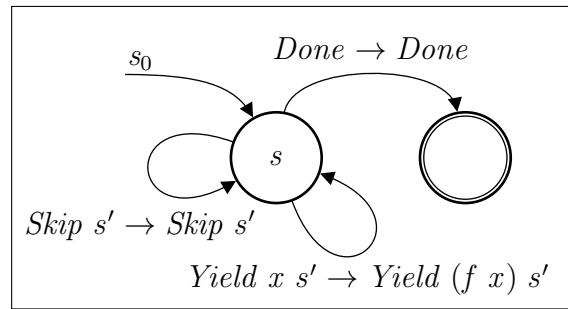 s₀
Done → Done
s
Skip s′ → Skip s′
Yield x s′ → Yield (f x) s′